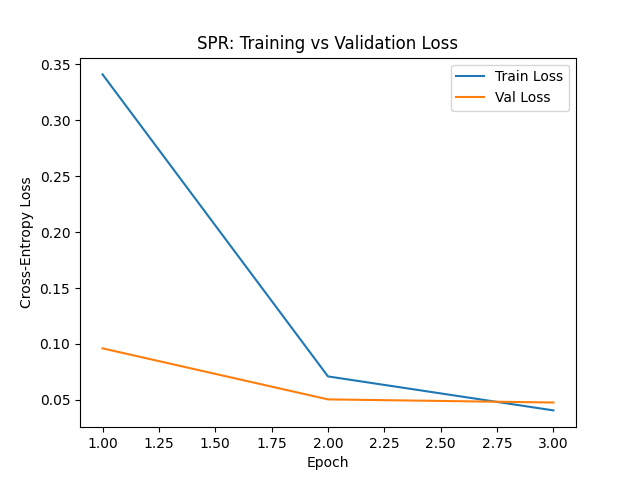 SPR: Training vs Validation Loss
Train Loss
Val Loss
Cross-Entropy Loss
0.35
0.30
0.25
0.20
0.15
0.10
0.05
1.00 1.25 1.50 1.75 2.00 2.25 2.50 2.75 3.00
Epoch